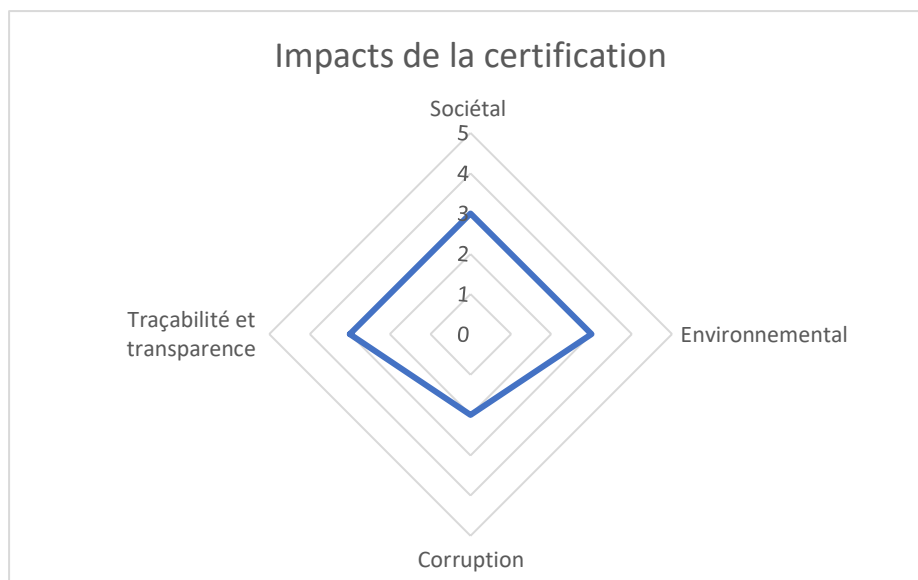 Impacts de la certification
Sociétal
5
4
3
2
1
0
Traçabilité et
transparence
Environnemental
Corruption